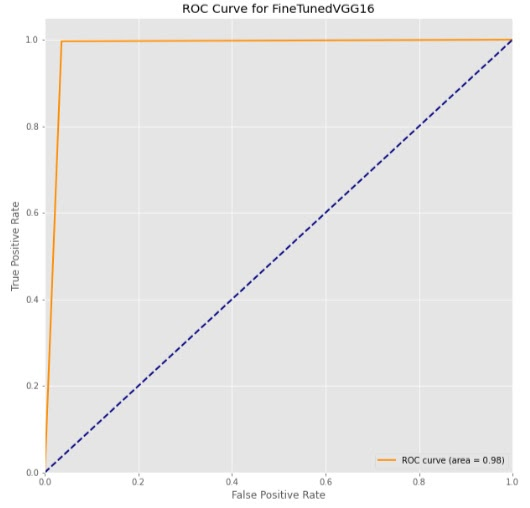 ROC Curve for FineTunedVGG16
True Positive Rate
1.0
0.8
0.6
0.4
0.2
0.0
0.0 0.2 0.4 0.6 0.8 1.0
False Positive Rate
ROC curve (area = 0.98)